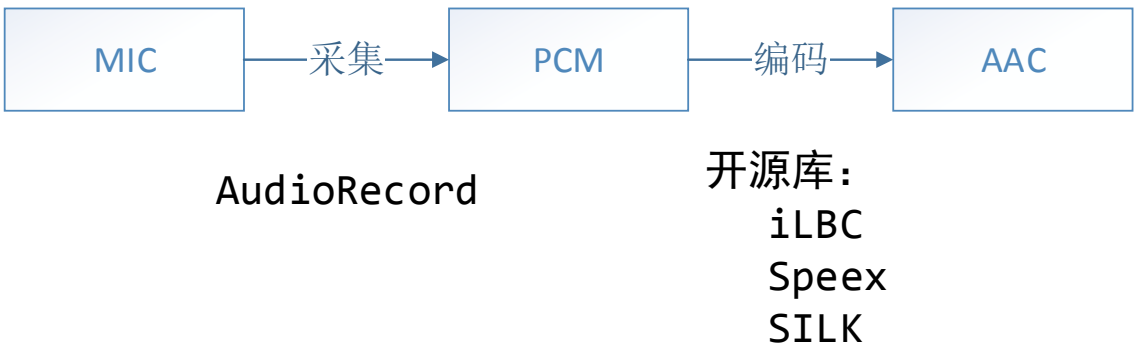 MIC 采集 PCM 编码 AAC
AudioRecord
开源库:
iLBC
Speex
SILK